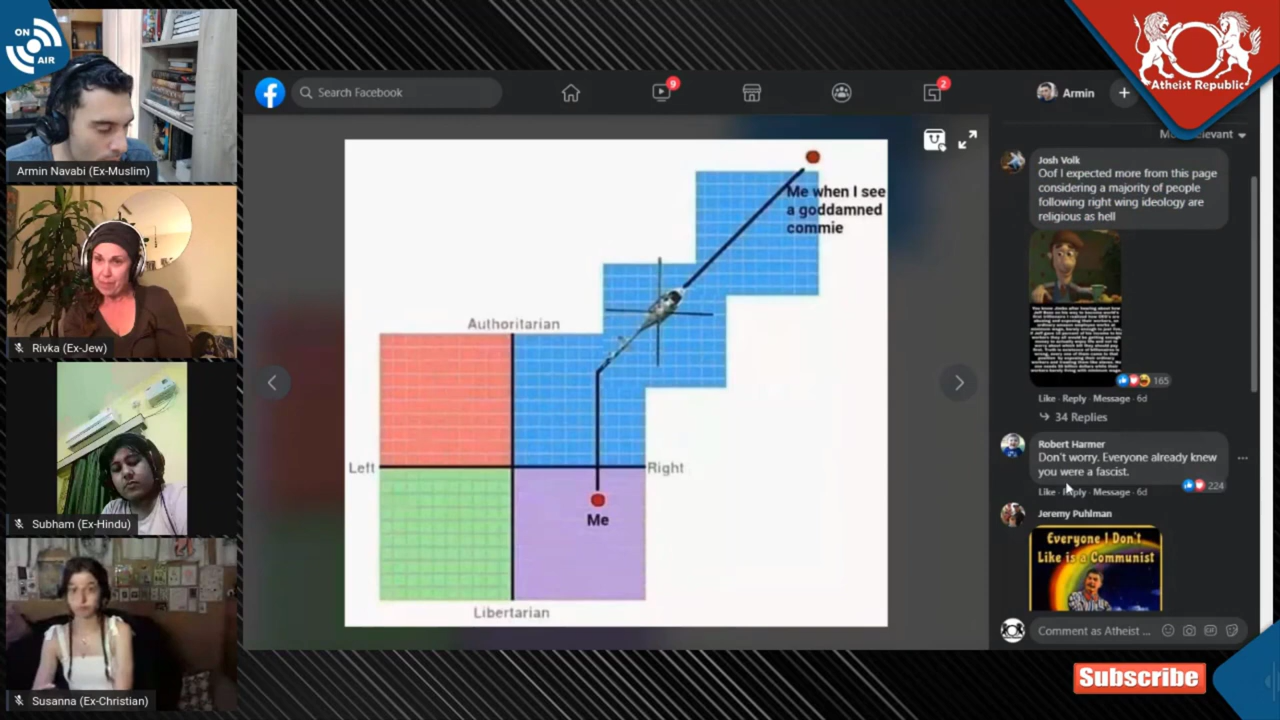 ON
AIR
Armin Navabi (Ex-Muslim)
Rivka (Ex-Jew)
Subham (Ex-Hindu)
Susanna (Ex-Christian)
Search Facebook
9
2
Armin
Atheist Republic
Me when I see
a goddamned
commie
Authoritarian
Left
Right
Me
Libertarian
Josh Volk
Oof I expected more from this page
considering a majority of people
following right wing ideology are
religious as hell
165
Like · Reply · Message · 6d
34 Replies
Robert Harmer
Don't worry. Everyone already knew
you were a fascist.
224
Like · Reply · Message · 6d
Jeremy Puhlman
Everyone I Don't
Like is a Communist
Comment as Atheist ...
Subscribe